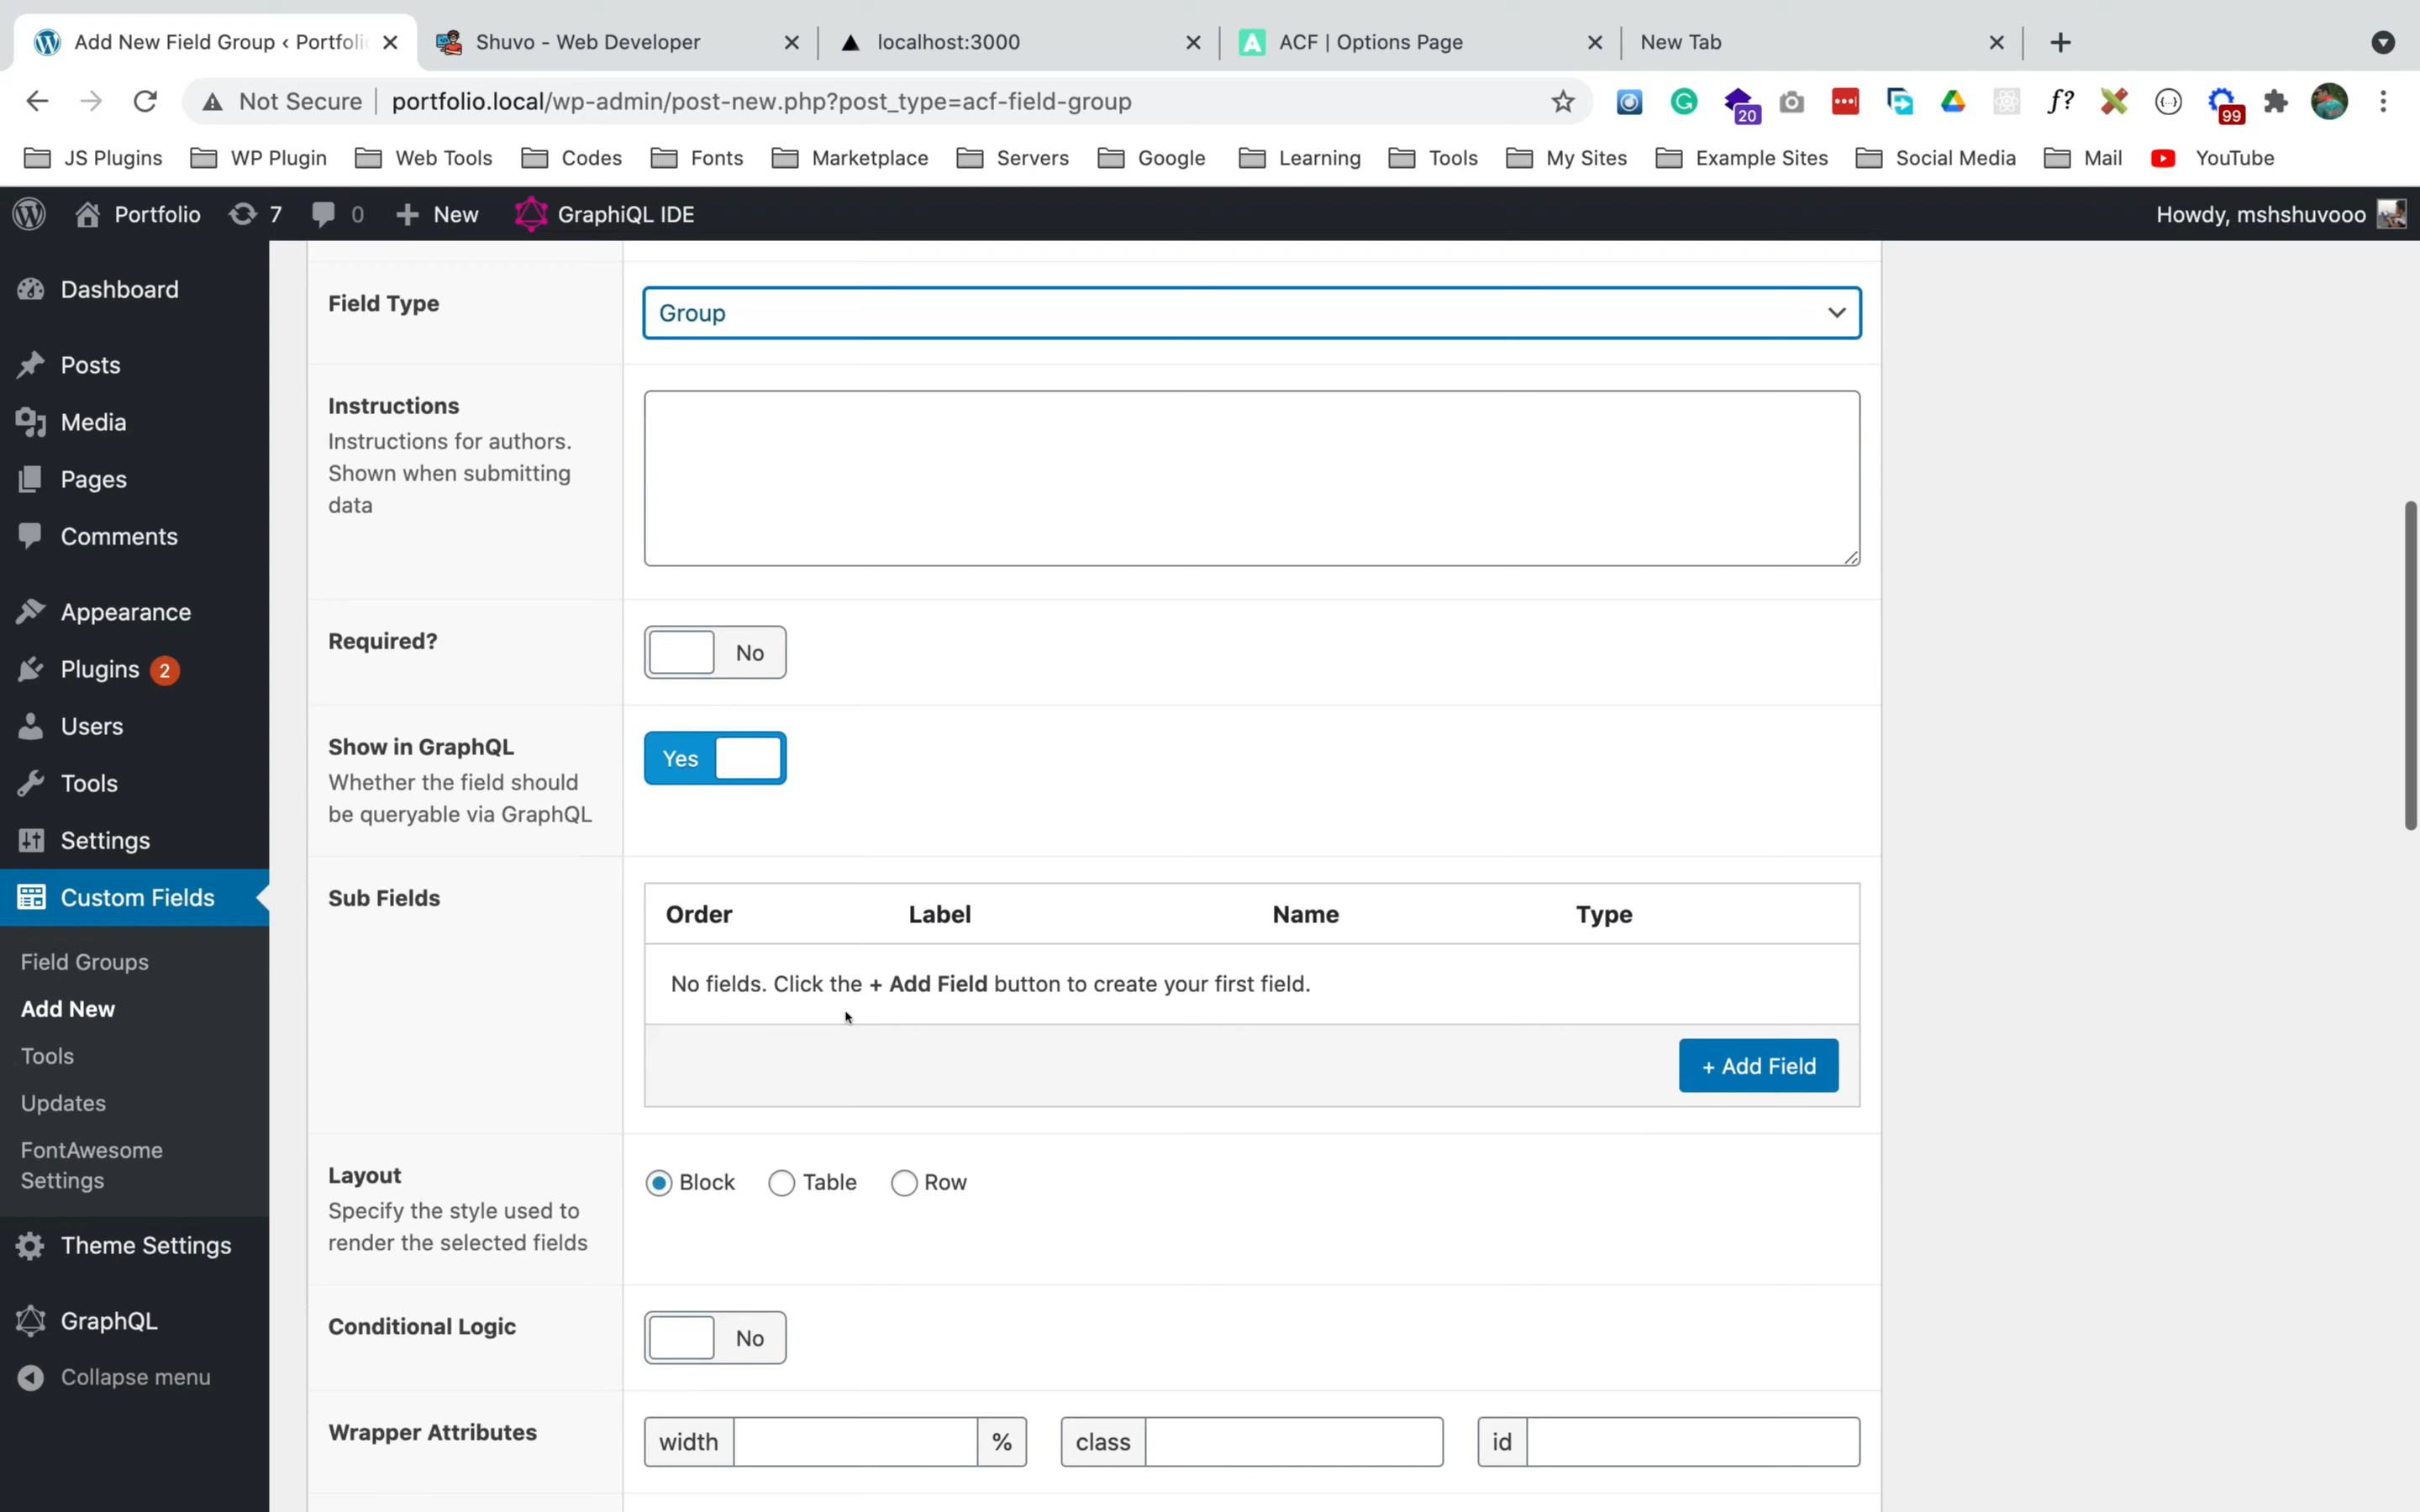 Add New Field Group ‹ Portfoli
Shuvo - Web Developer
localhost:3000
ACF | Options Page
New Tab
Not Secure
portfolio.local/wp-admin/post-new.php?post_type=acf-field-group
20
99
JS Plugins
WP Plugin
Web Tools
Codes
Fonts
Marketplace
Servers
Google
Learning
Tools
My Sites
Example Sites
Social Media
Mail
YouTube
Portfolio
7
0
New
GraphiQL IDE
Howdy, mshshuvooo
Dashboard
Posts
Media
Pages
Comments
Appearance
Plugins 2
Users
Tools
Settings
Custom Fields
Field Groups
Add New
Tools
Updates
FontAwesome
Settings
Theme Settings
GraphQL
Collapse menu
Field Type
Group
Instructions
Instructions for authors.
Shown when submitting
data
Required?
No
Show in GraphQL
Whether the field should
be queryable via GraphQL
Yes
Sub Fields
Order
Label
Name
Type
No fields. Click the + Add Field button to create your first field.
+ Add Field
Layout
Specify the style used to
render the selected fields
Block
Table
Row
Conditional Logic
No
Wrapper Attributes
width
%
class
id